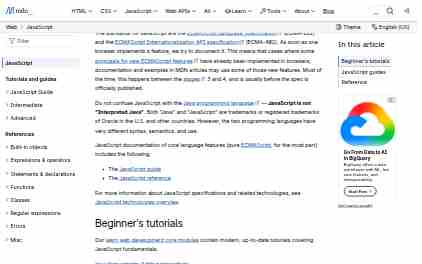 mdn
HTML CSS JavaScript Web APIs All Learn Tools About Blog
Web > JavaScript
Theme English (US)
Filter
JavaScript
Tutorials and guides
JavaScript Guide
Intermediate
Advanced
References
Built-in objects
Expressions & operators
Statements & declarations
Functions
Classes
Regular expressions
Errors
Misc
and the ECMAScript Internationalization API specification (ECMA-402). As soon as one
browser implements a feature, we try to document it. This means that cases where some
proposals for new ECMAScript features have already been implemented in browsers,
documentation and examples in MDN articles may use some of those new features. Most of
the time, this happens between the stages 3 and 4, and is usually before the spec is
officially published.
Do not confuse JavaScript with the Java programming language — JavaScript is not
"Interpreted Java". Both "Java" and "JavaScript" are trademarks or registered trademarks
of Oracle in the U.S. and other countries. However, the two programming languages have
very different syntax, semantics, and use.
JavaScript documentation of core language features (pure ECMAScript, for the most part)
includes the following:
The JavaScript guide
The JavaScript reference
For more information about JavaScript specifications and related technologies, see
JavaScript technologies overview.
Beginner's tutorials
Our learn web development core modules contain modern, up-to-date tutorials covering
JavaScript fundamentals.
In this article
Beginner's tutorials
JavaScript guides
Reference
Go From Data to AI
in BigQuery
Start Free